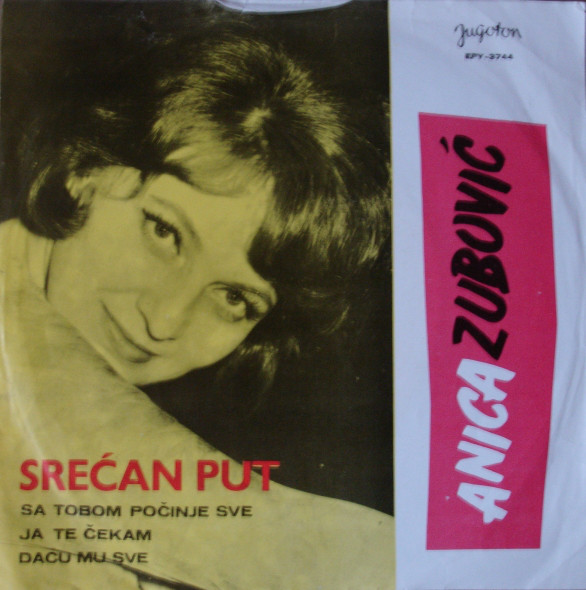 Jugoton
EPY-3744
ANICA ZUBOVIĆ
SREĆAN PUT
SA TOBOM POČINJE SVE
JA TE ČEKAM
DAĆU MU SVE